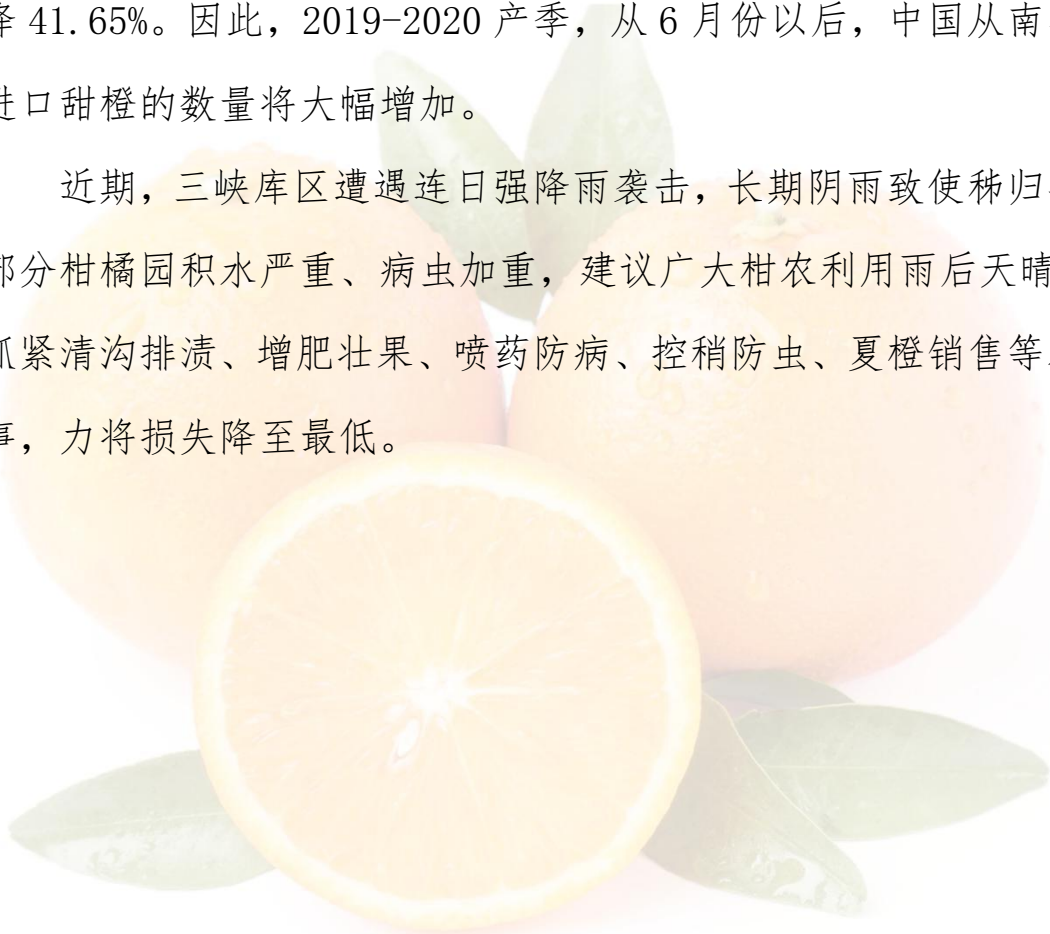 降 41.65%。因此，2019-2020 产季，从 6 月份以后，中国从南
进口甜橙的数量将大幅增加。
近期，三峡库区遭遇连日强降雨袭击，长期阴雨致使秭归
部分柑橘园积水严重、病虫加重，建议广大柑农利用雨后天晴
抓紧清沟排渍、增肥壮果、喷药防病、控稍防虫、夏橙销售等
事，力将损失降至最低。